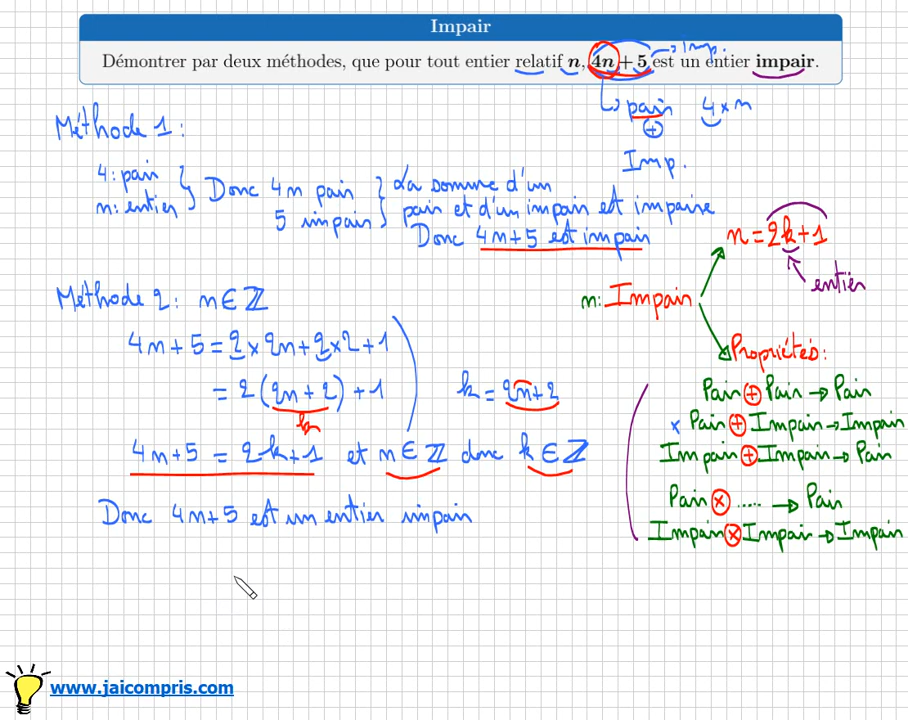 Impair
Démontrer par deux méthodes, que pour tout entier relatif n, 4n + 5 est un entier impair.
→ Imp.
↳ pair 4 × n
+
Imp.
Méthode 1 :
4 : pair
n : entier
Donc 4n pair
5 impair
La somme d'un
pair et d'un impair est impaire
Donc 4n+5 est impair
n = 2k+1
entier
n : Impair
Méthode 2 : n ∈ ℤ
4n+5 = 2×2n+2×2+1
= 2(2n+2)+1
k
k = 2n+2
4n+5 = 2k+1 et n ∈ ℤ donc k ∈ ℤ
Donc 4n+5 est un entier impair
Propriétés :
Pair + Pair → Pair
× Pair + Impair → Impair
Impair + Impair → Pair
Pair × ..... → Pair
Impair × Impair → Impair
www.jaicompris.com